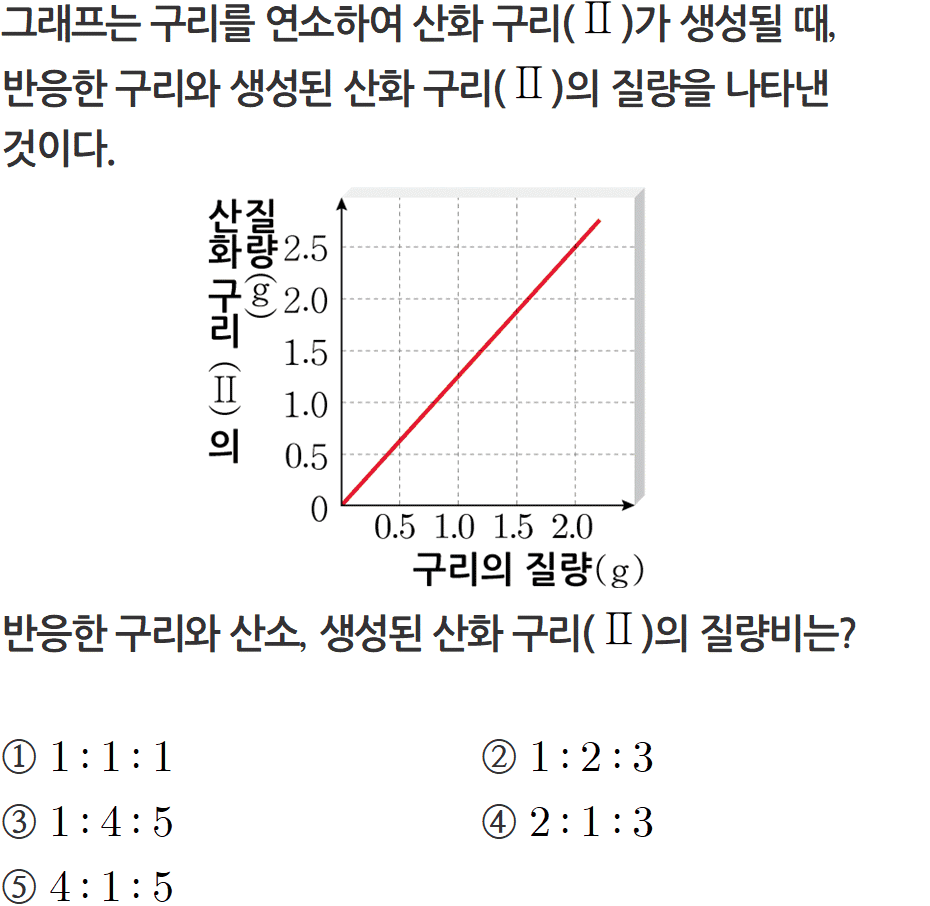 그래프는 구리를 연소하여 산화 구리(Ⅱ)가 생성될 때,
반응한 구리와 생성된 산화 구리(Ⅱ)의 질량을 나타낸
것이다.
산화 구리(Ⅱ)의
질량(g)
2.5
2.0
1.5
1.0
0.5
0
0.5 1.0 1.5 2.0
구리의 질량(g)
반응한 구리와 산소, 생성된 산화 구리(Ⅱ)의 질량비는?
① 1 : 1 : 1 ② 1 : 2 : 3
③ 1 : 4 : 5 ④ 2 : 1 : 3
⑤ 4 : 1 : 5